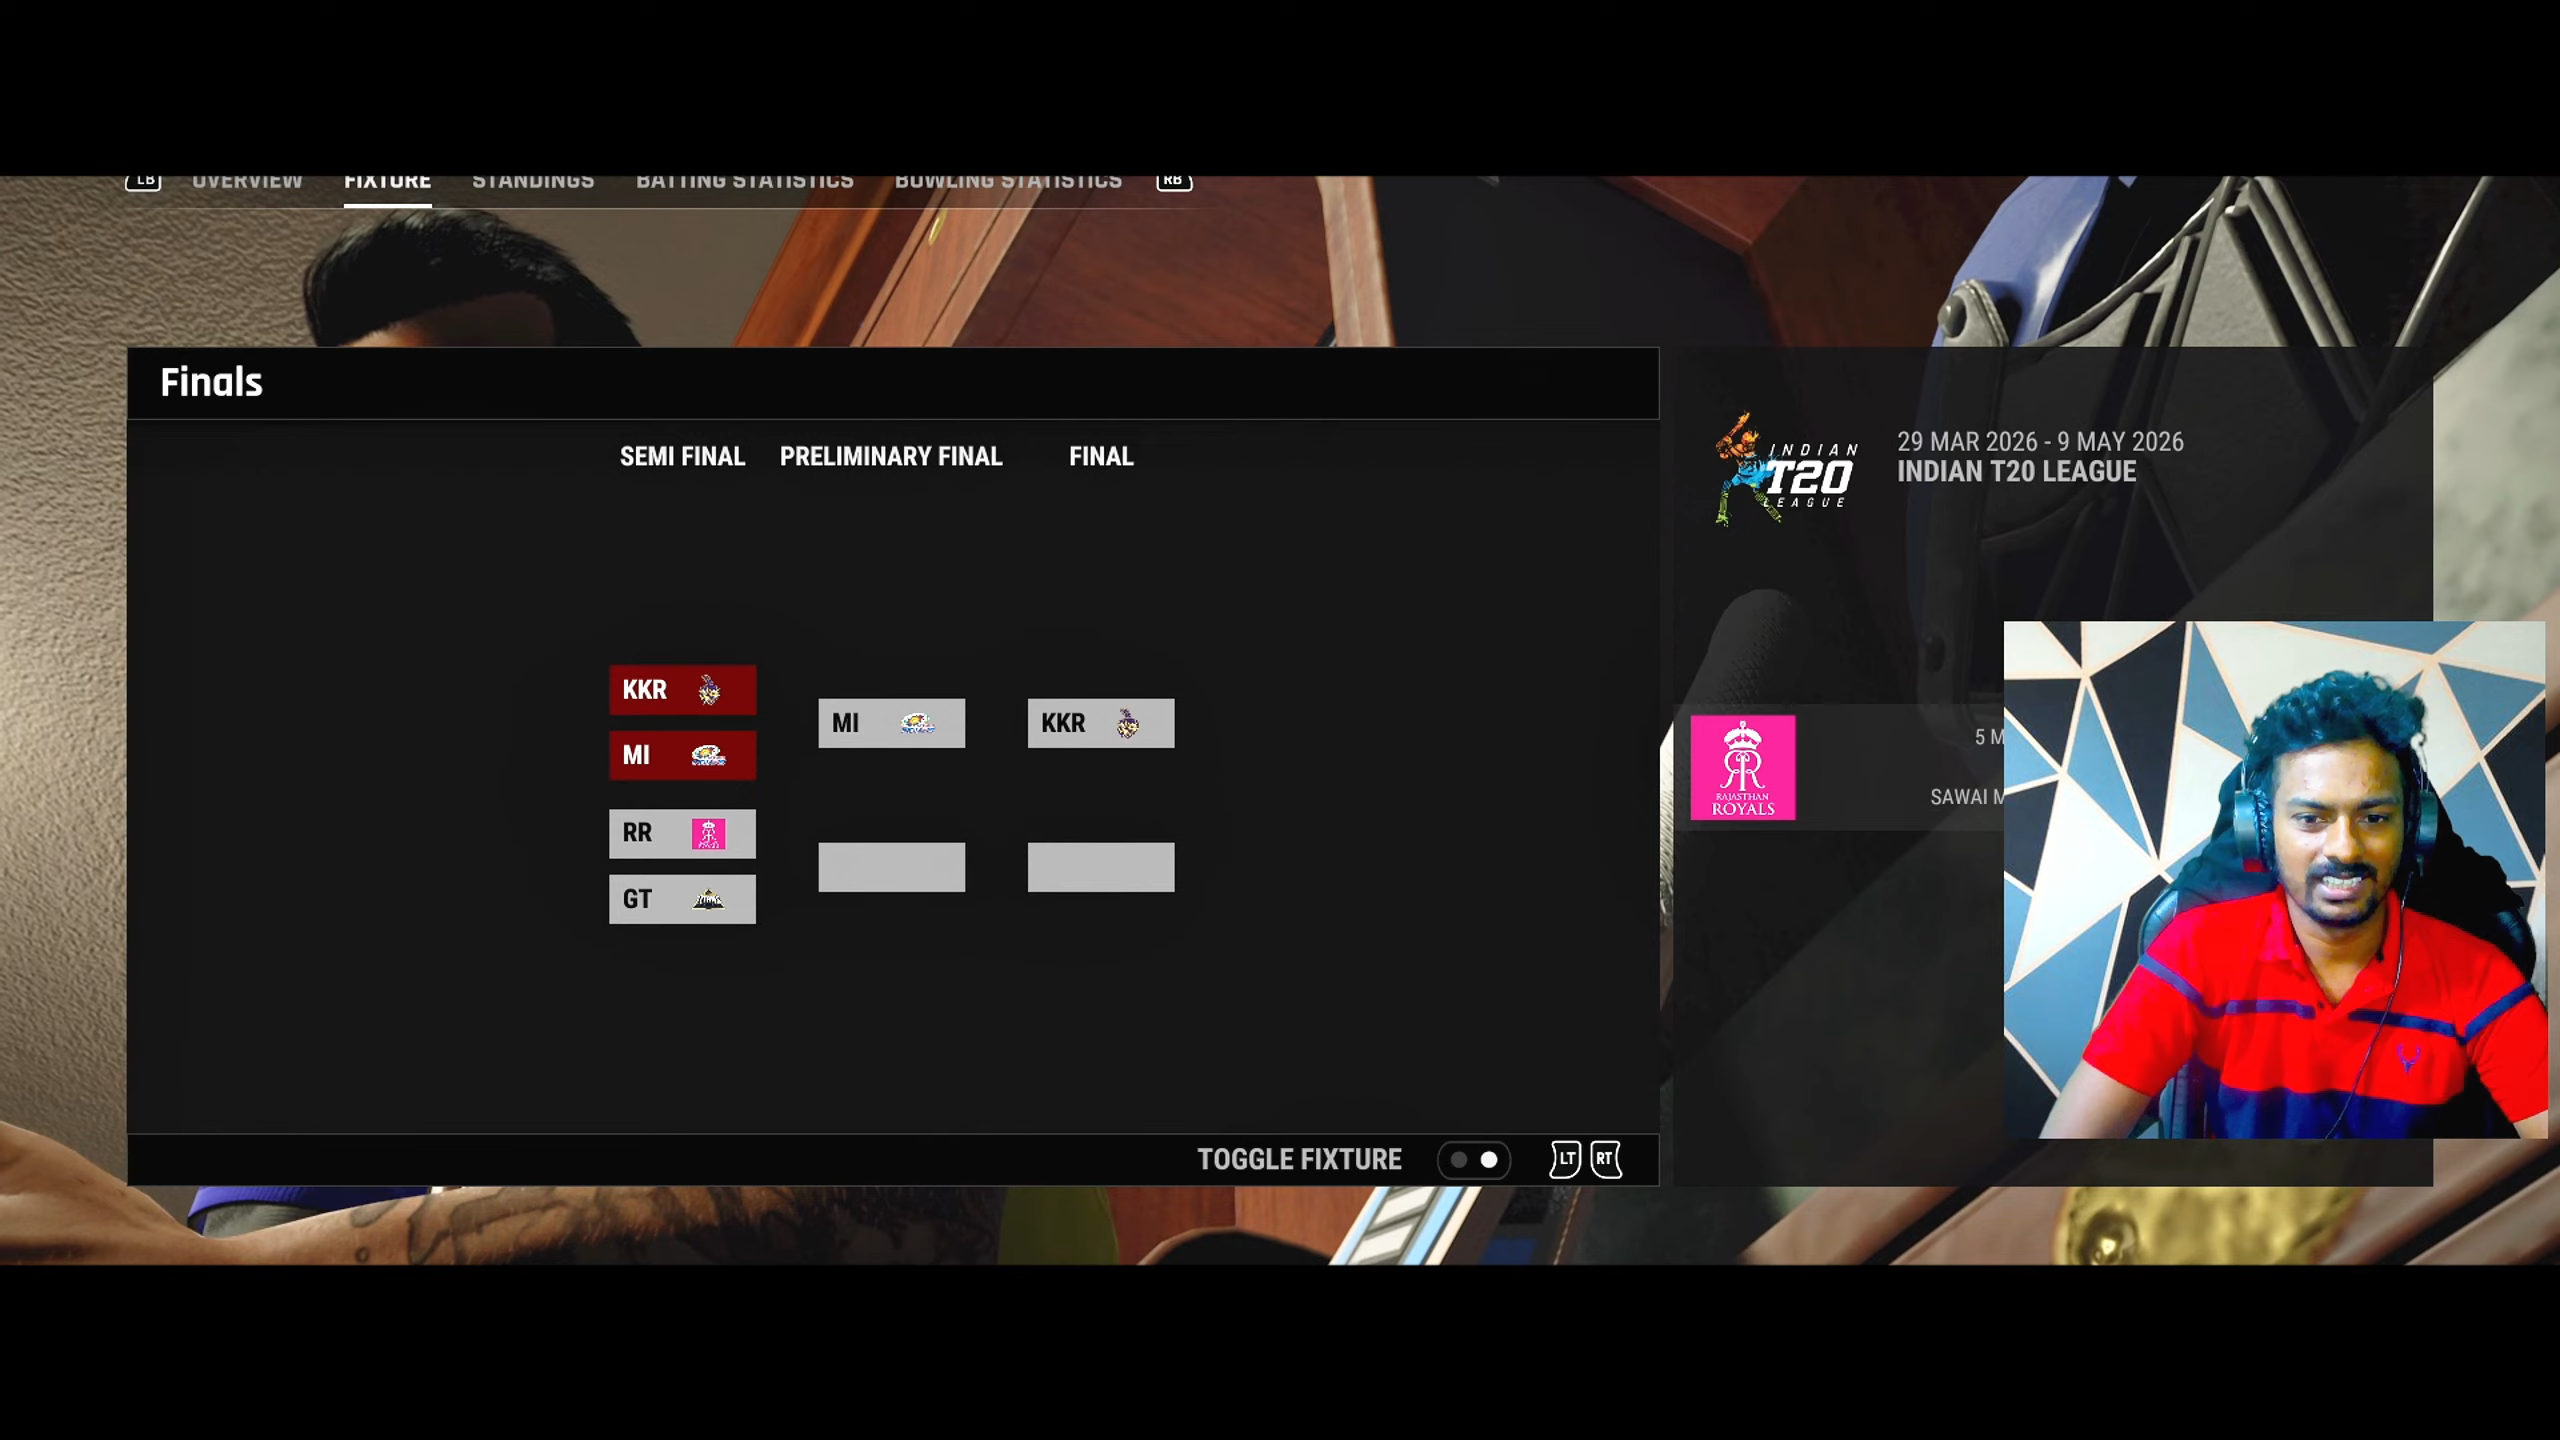 LB OVERVIEW FIXTURE STANDINGS BATTING STATISTICS BOWLING STATISTICS RB
Finals
SEMI FINAL PRELIMINARY FINAL FINAL
KKR
MI
RR
GT
MI
KKR
TOGGLE FIXTURE LT RT
INDIAN
T20
LEAGUE
29 MAR 2026 - 9 MAY 2026
INDIAN T20 LEAGUE
RAJASTHAN
ROYALS
5 M
SAWAI M